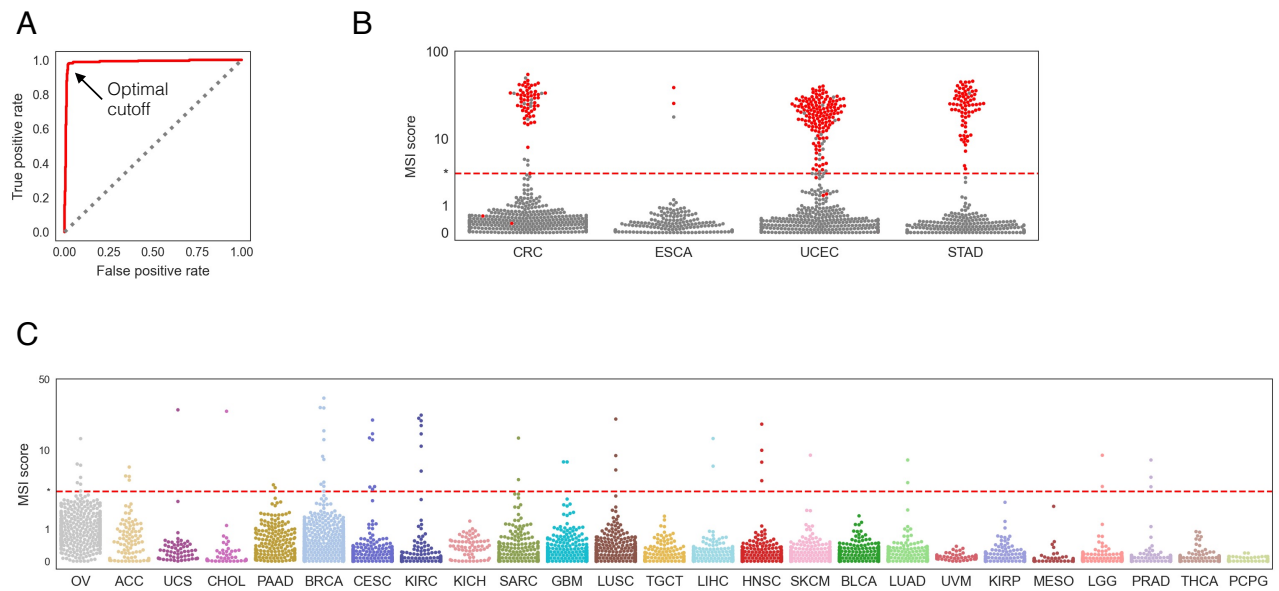 A
1.0
0.8
0.6
0.4
0.2
0.0
True positive rate
Optimal
cutoff
0.00 0.25 0.50 0.75 1.00
False positive rate
B
100
10
*
1
0
MSI score
CRC ESCA UCEC STAD
C
50
10
*
1
0
MSI score
OV ACC UCS CHOL PAAD BRCA CESC KIRC KICH SARC GBM LUSC TGCT LIHC HNSC SKCM BLCA LUAD UVM KIRP MESO LGG PRAD THCA PCPG